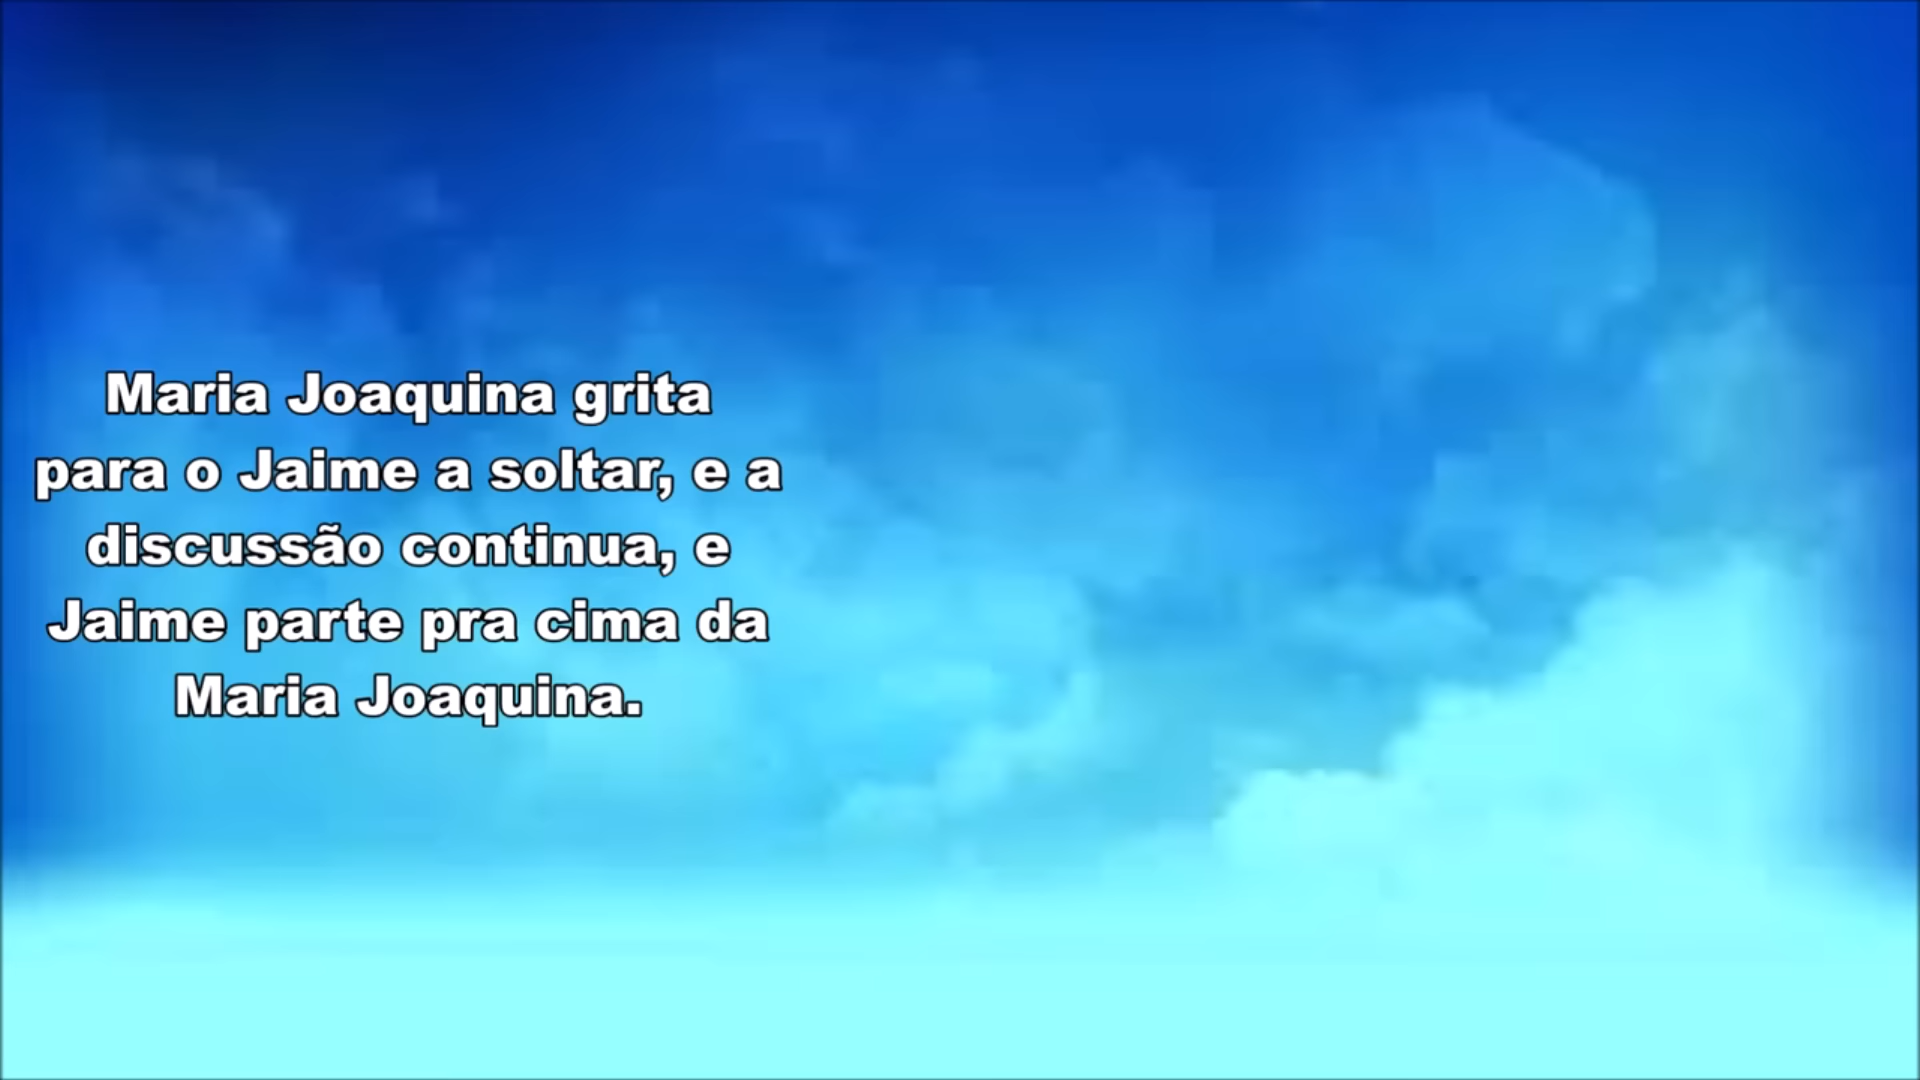 Maria Joaquina grita
para o Jaime a soltar, e a
discussão continua, e
Jaime parte pra cima da
Maria Joaquina.